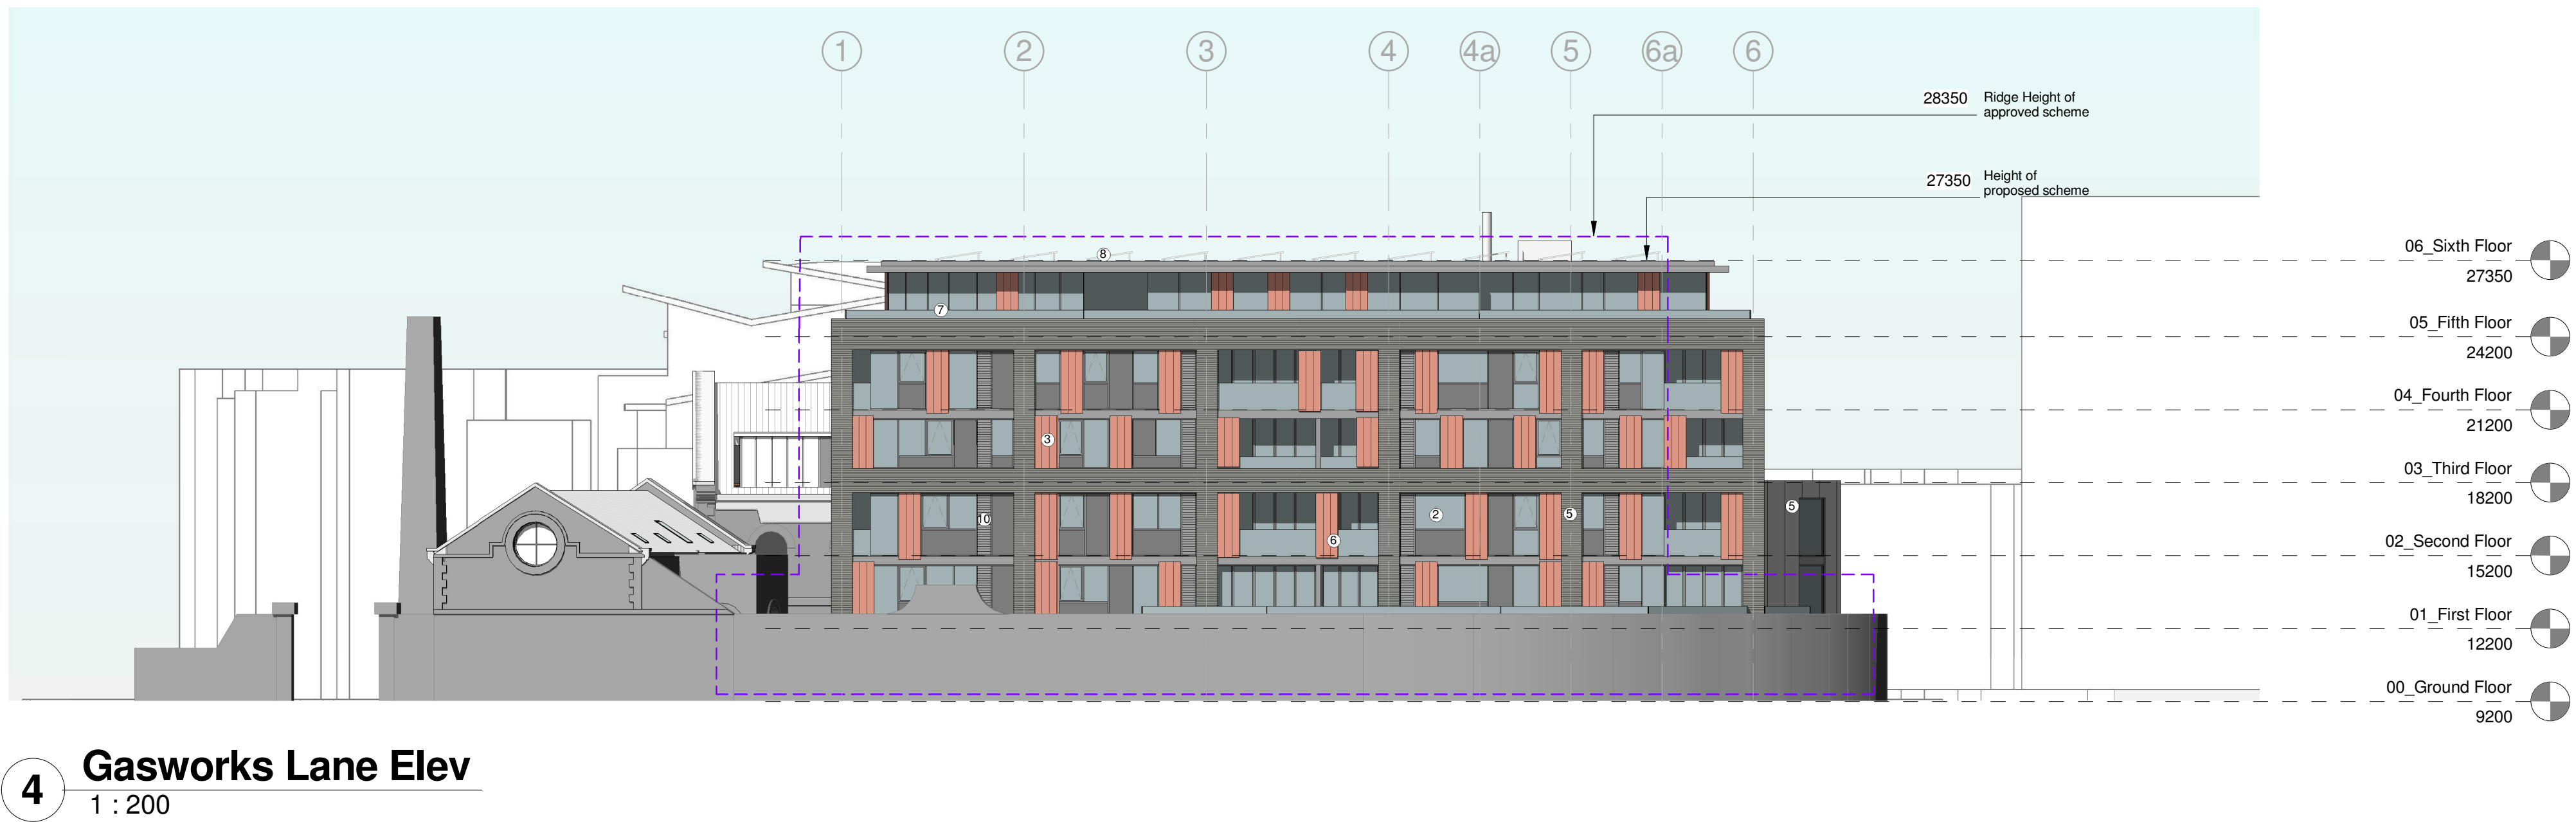 1 2 3 4 4a 5 6a 6
28350 Ridge Height of
approved scheme
27350 Height of
proposed scheme
8
7
3
10
2
5
5
6
06_Sixth Floor
27350
05_Fifth Floor
24200
04_Fourth Floor
21200
03_Third Floor
18200
02_Second Floor
15200
01_First Floor
12200
00_Ground Floor
9200
4 Gasworks Lane Elev
1 : 200